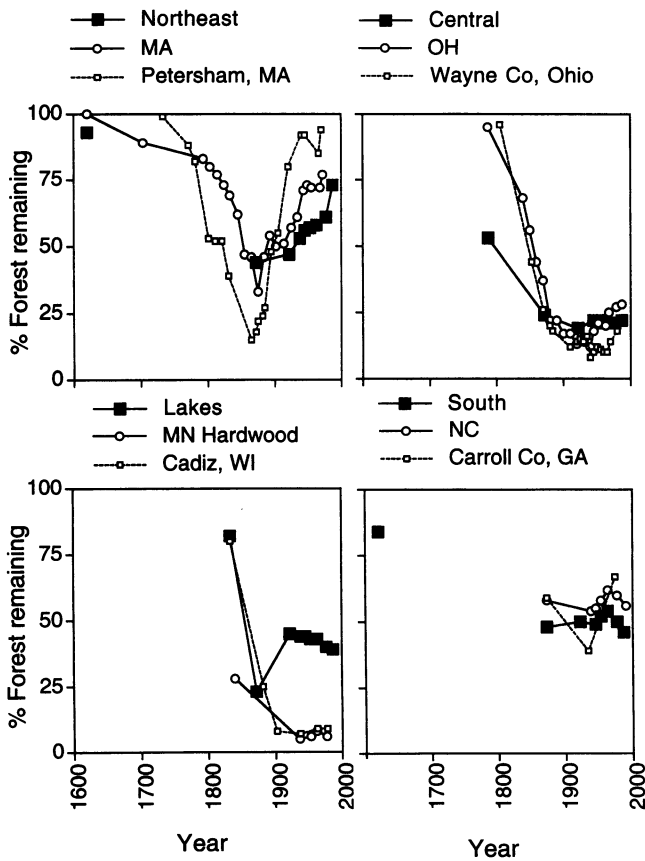 Northeast
MA
Petersham, MA
Central
OH
Wayne Co, Ohio
% Forest remaining
100
75
50
25
0
Lakes
MN Hardwood
Cadiz, WI
South
NC
Carroll Co, GA
% Forest remaining
100
75
50
25
0
1600
1700
1800
1900
2000
1700
1800
1900
2000
Year
Year